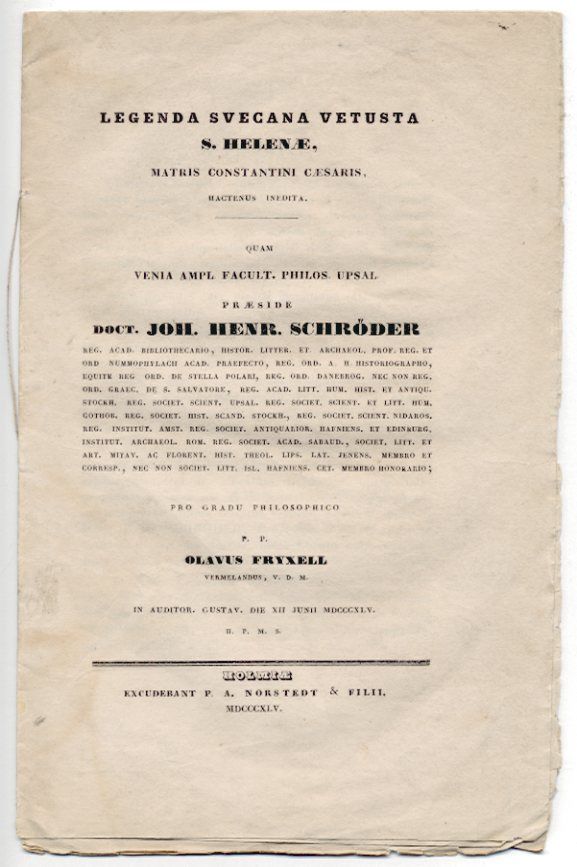 LEGENDA SVECANA VETUSTA
S. HELENÆ,
MATRIS CONSTANTINI CÆSARIS,
HACTENUS INEDITA.
QUAM
VENIA AMPL. FACULT. PHILOS. UPSAL.
PRÆSIDE
DOCT. JOH. HENR. SCHRÖDER
REG. ACAD. BIBLIOTHECARIO, HISTOR. LITTER. ET. ARCHAEOL. PROF. REG. ET
ORD NUMMOPHYLACII ACAD. PRAEFECTO, REG. ORD. A. H. HISTORIOGRAPHO,
EQUITE REG ORD. DE STELLA POLARI, REG. ORD. DANEBROG. NEC NON REG.
ORD. GRAEC. DE S. SALVATORE, REG. ACAD. LITT. HUM. HIST. ET ANTIQU.
STOCKH. REG. SOCIET. SCIENT. UPSAL. REG. SOCIET. SCIENT. ET LITT. HUM.
GOTHOB. REG. SOCIET. HIST. SCAND. STOCKH., REG. SOCIET. SCIENT. NIDAROS.
REG. INSTITUT. AMST. REG. SOCIET. ANTIQUARIOR. HAFNIENS. ET EDINBURG,
INSTITUT. ARCHAEOL. ROM. REG. SOCIET. ACAD. SABAUD., SOCIET. LITT. ET
ART. MITAV. AC FLORENT. HIST. THEOL. LIPS. LAT. JENENS. MEMBRO ET
CORRESP., NEC NON SOCIET. LITT. ISL. HAFNIENS. CET. MEMBRO HONORARIO;
PRO GRADU PHILOSOPHICO
P. P.
OLAVUS FRYXELL
VERMELANDUS, V. D. M.
IN AUDITOR. GUSTAV. DIE XII JUNII MDCCCXLV.
H. P. M. S.
HOLMIÆ
EXCUDEBANT P. A. NORSTEDT & FILII,
MDCCCXLV.